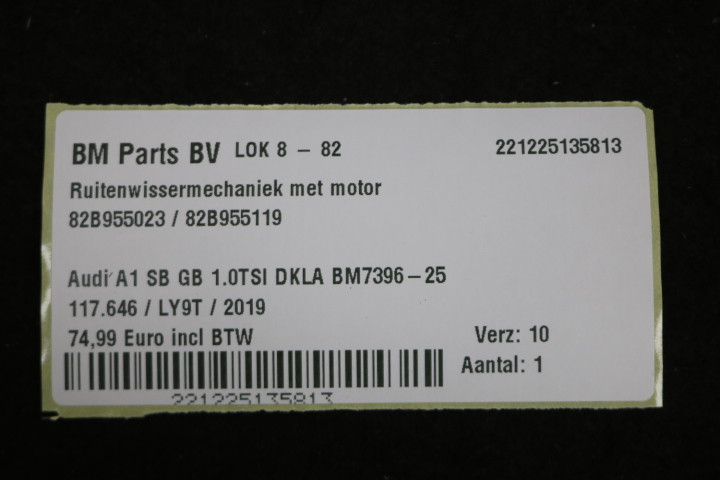 BM Parts BV LOK 8 – 82 221225135813
Ruitenwissermechaniek met motor
82B955023 / 82B955119
Audi A1 SB GB 1.0TSI DKLA BM7396–25
117.646 / LY9T / 2019
74,99 Euro incl BTW Verz: 10
Aantal: 1
221225135813